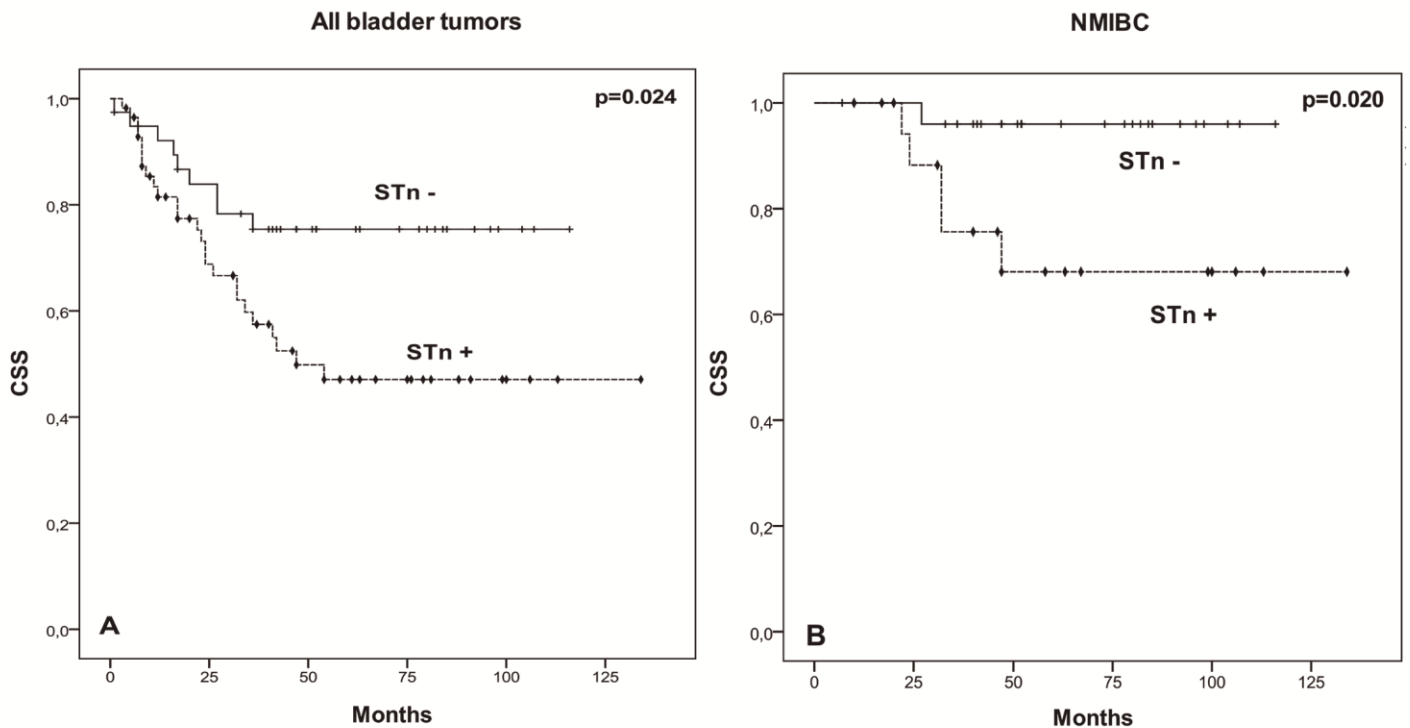 All bladder tumors
p=0.024
1,0
0,8
0,6
0,4
0,2
0,0
CSS
STn -
STn +
A
0 25 50 75 100 125
Months
NMIBC
p=0.020
1,0
0,8
0,6
0,4
0,2
0,0
CSS
STn -
STn +
B
0 25 50 75 100 125
Months